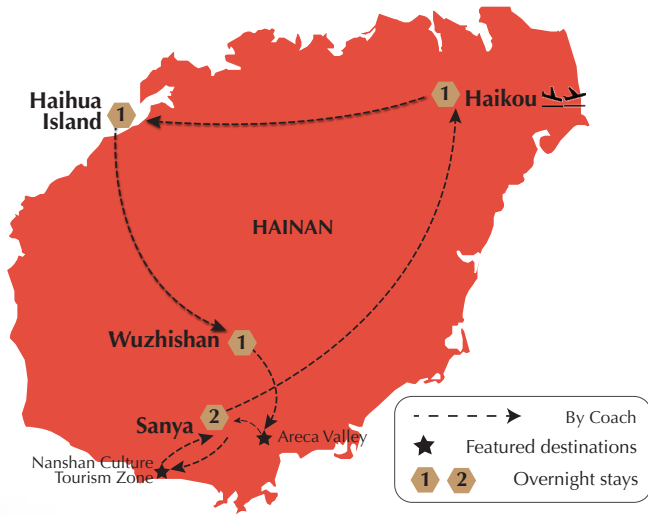 Haihua
Island
1
1
Haikou
HAINAN
Wuzhishan
1
Sanya
2
Areca Valley
Nanshan Culture
Tourism Zone
By Coach
Featured destinations
1 2 Overnight stays